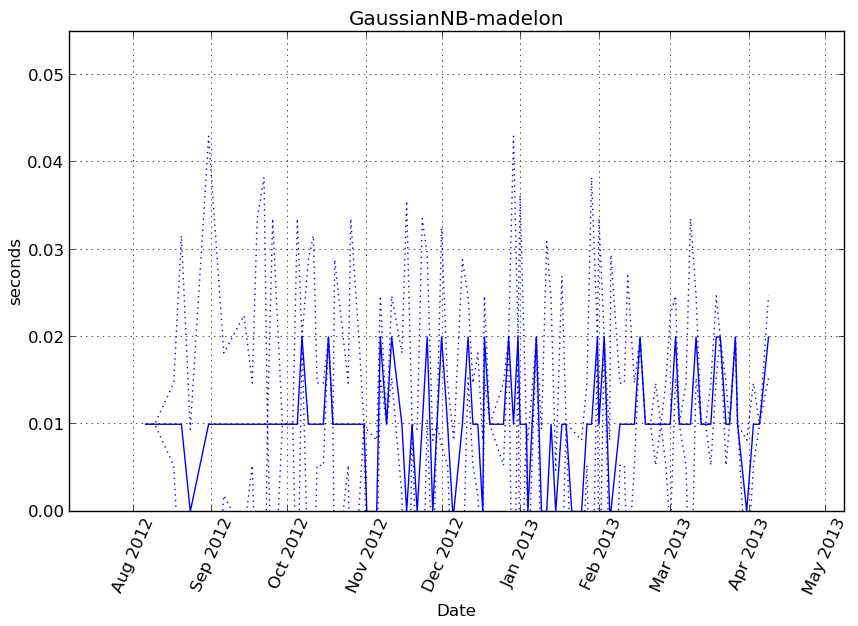 GaussianNB-madelon
0.05
0.04
0.03
0.02
0.01
0.00
seconds
Aug 2012
Sep 2012
Oct 2012
Nov 2012
Dec 2012
Jan 2013
Feb 2013
Mar 2013
Apr 2013
May 2013
Date